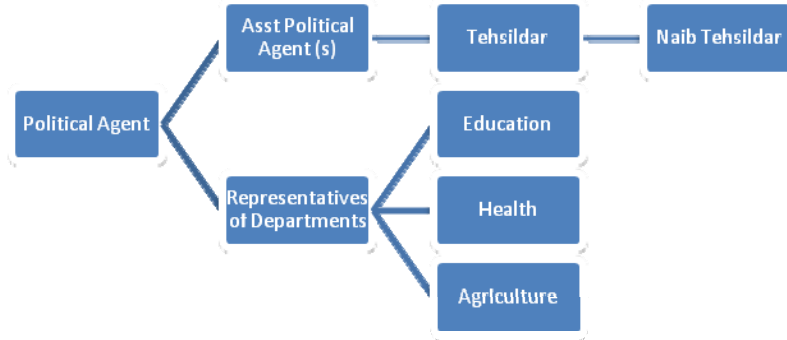 Political Agent
Asst Political
Agent (s)
Tehsildar
Naib Tehsildar
Representatives
of Departments
Education
Health
Agriculture